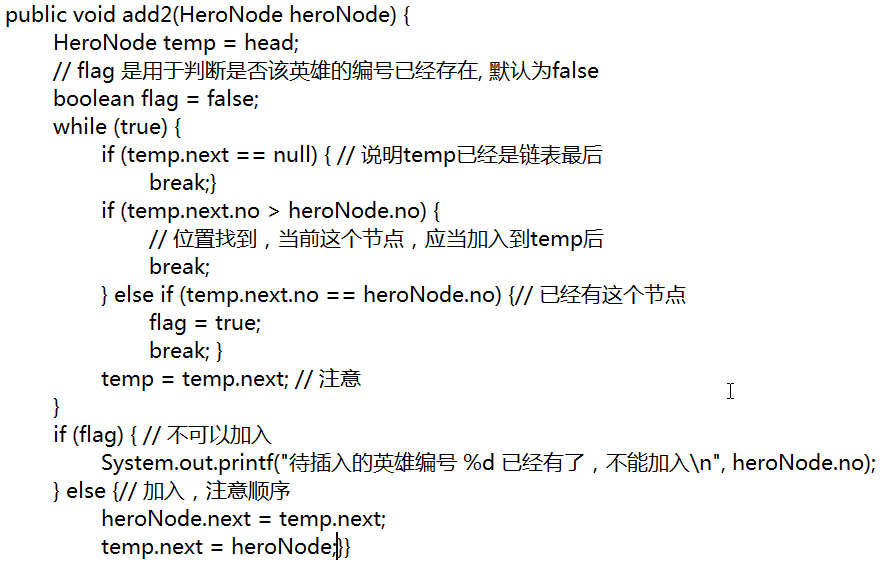 public void add2(HeroNode heroNode) {
HeroNode temp = head;
// flag 是用于判断是否该英雄的编号已经存在, 默认为false
boolean flag = false;
while (true) {
if (temp.next == null) { // 说明temp已经是链表最后
break;}
if (temp.next.no > heroNode.no) {
// 位置找到，当前这个节点，应当加入到temp后
break;
} else if (temp.next.no == heroNode.no) {// 已经有这个节点
flag = true;
break; }
temp = temp.next; // 注意
}
if (flag) { // 不可以加入
System.out.printf("待插入的英雄编号 %d 已经有了，不能加入\n", heroNode.no);
} else {// 加入，注意顺序
heroNode.next = temp.next;
temp.next = heroNode;}}